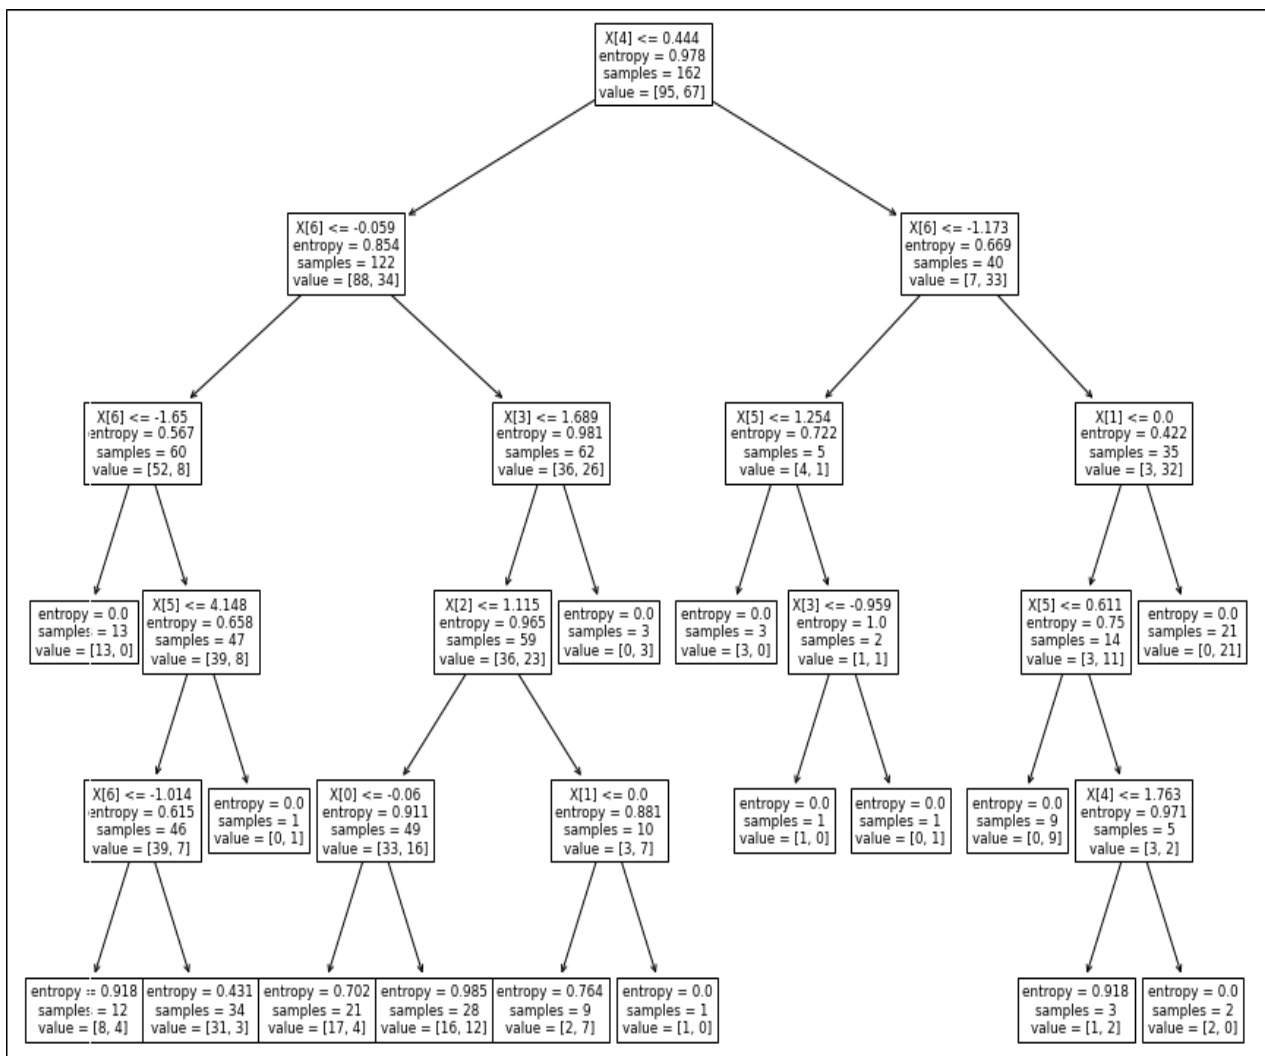 X[4] <= 0.444
entropy = 0.978
samples = 162
value = [95, 67]
X[6] <= -0.059
entropy = 0.854
samples = 122
value = [88, 34]
X[6] <= -1.173
entropy = 0.669
samples = 40
value = [7, 33]
X[6] <= -1.65
entropy = 0.567
samples = 60
value = [52, 8]
X[3] <= 1.689
entropy = 0.981
samples = 62
value = [36, 26]
X[5] <= 1.254
entropy = 0.722
samples = 5
value = [4, 1]
X[1] <= 0.0
entropy = 0.422
samples = 35
value = [3, 32]
entropy = 0.0
samples = 13
value = [13, 0]
X[5] <= 4.148
entropy = 0.658
samples = 47
value = [39, 8]
X[2] <= 1.115
entropy = 0.965
samples = 59
value = [36, 23]
entropy = 0.0
samples = 3
value = [0, 3]
entropy = 0.0
samples = 3
value = [3, 0]
X[3] <= -0.959
entropy = 1.0
samples = 2
value = [1, 1]
X[5] <= 0.611
entropy = 0.75
samples = 14
value = [3, 11]
entropy = 0.0
samples = 21
value = [0, 21]
X[6] <= -1.014
entropy = 0.615
samples = 46
value = [39, 7]
entropy = 0.0
samples = 1
value = [0, 1]
X[0] <= -0.06
entropy = 0.911
samples = 49
value = [33, 16]
X[1] <= 0.0
entropy = 0.881
samples = 10
value = [3, 7]
entropy = 0.0
samples = 1
value = [1, 0]
entropy = 0.0
samples = 1
value = [0, 1]
entropy = 0.0
samples = 9
value = [0, 9]
X[4] <= 1.763
entropy = 0.971
samples = 5
value = [3, 2]
entropy = 0.918
samples = 12
value = [8, 4]
entropy = 0.431
samples = 34
value = [31, 3]
entropy = 0.702
samples = 21
value = [17, 4]
entropy = 0.985
samples = 28
value = [16, 12]
entropy = 0.764
samples = 9
value = [2, 7]
entropy = 0.0
samples = 1
value = [1, 0]
entropy = 0.918
samples = 3
value = [1, 2]
entropy = 0.0
samples = 2
value = [2, 0]